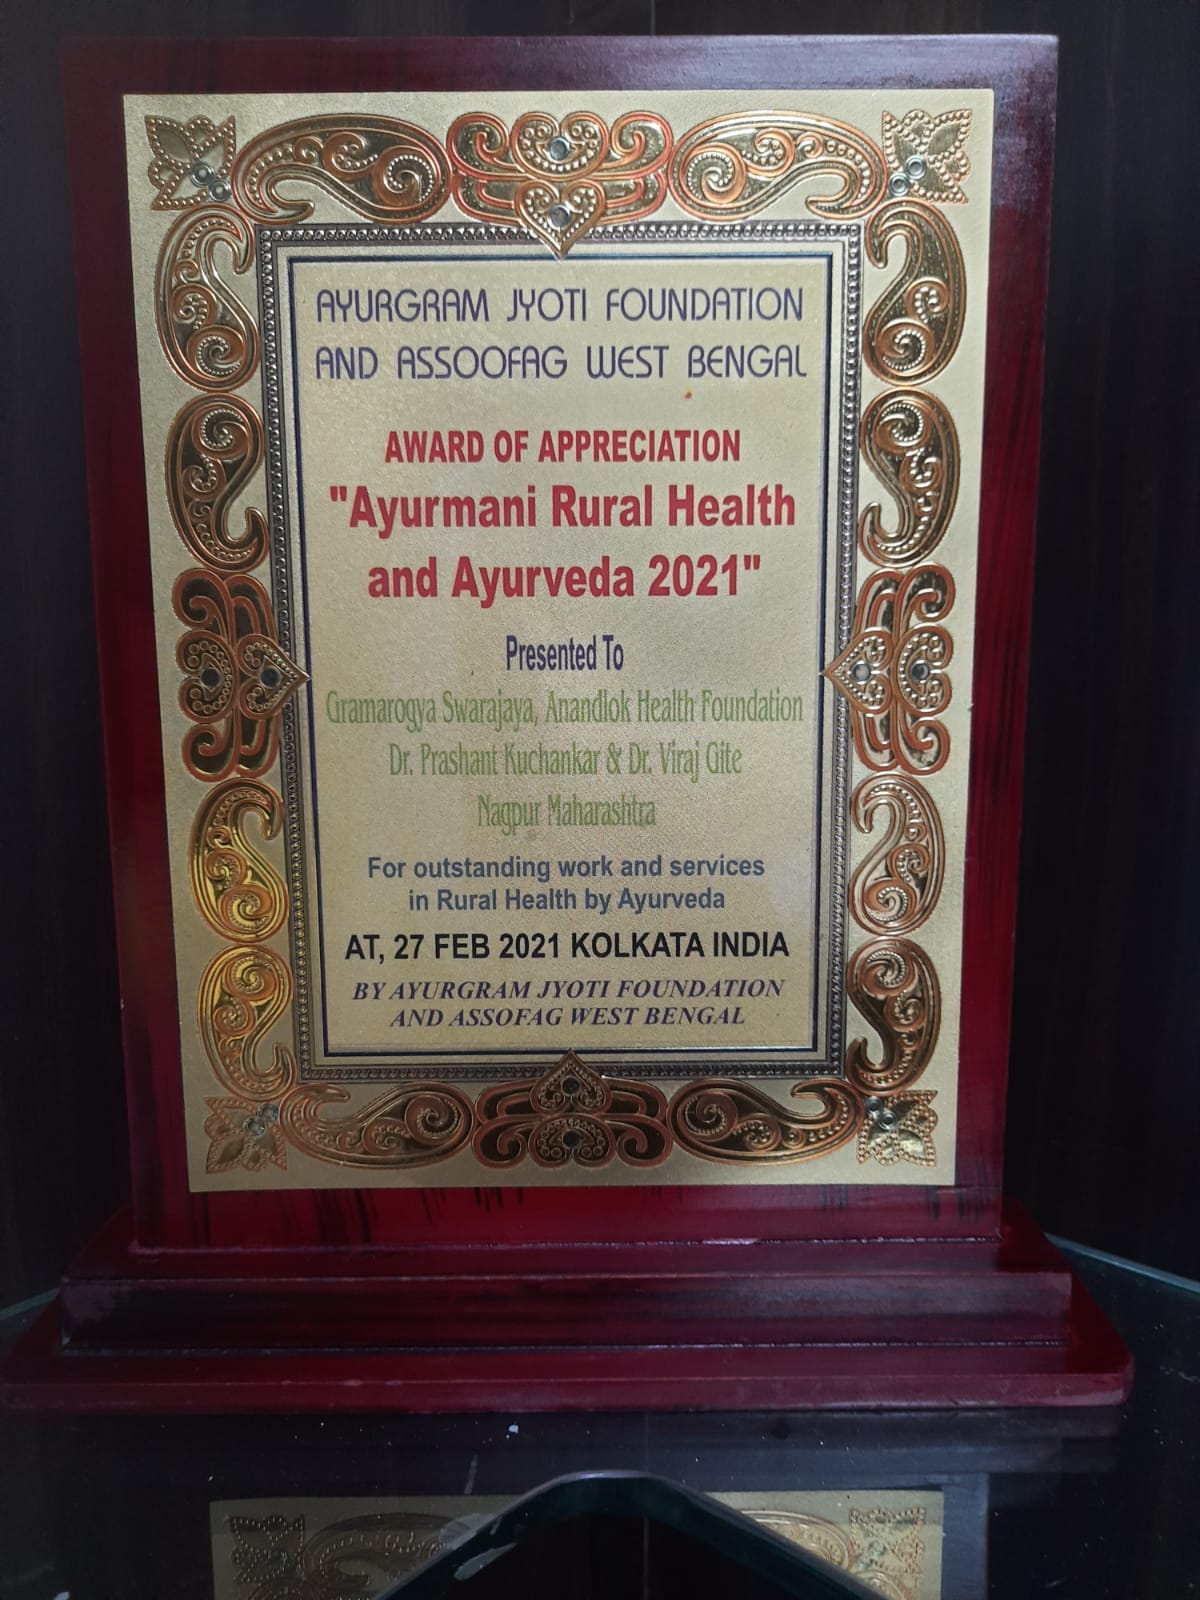 AYURGRAM JYOTI FOUNDATION
AND ASSOOFAG WEST BENGAL
AWARD OF APPRECIATION
"Ayurmani Rural Health
and Ayurveda 2021"
Presented To
Gramarogya Swarajaya, Anandlok Health Foundation
Dr. Prashant Kuchankar & Dr. Viraj Gite
Nagpur Maharashtra
For outstanding work and services
in Rural Health by Ayurveda
AT, 27 FEB 2021 KOLKATA INDIA
BY AYURGRAM JYOTI FOUNDATION
AND ASSOFAG WEST BENGAL